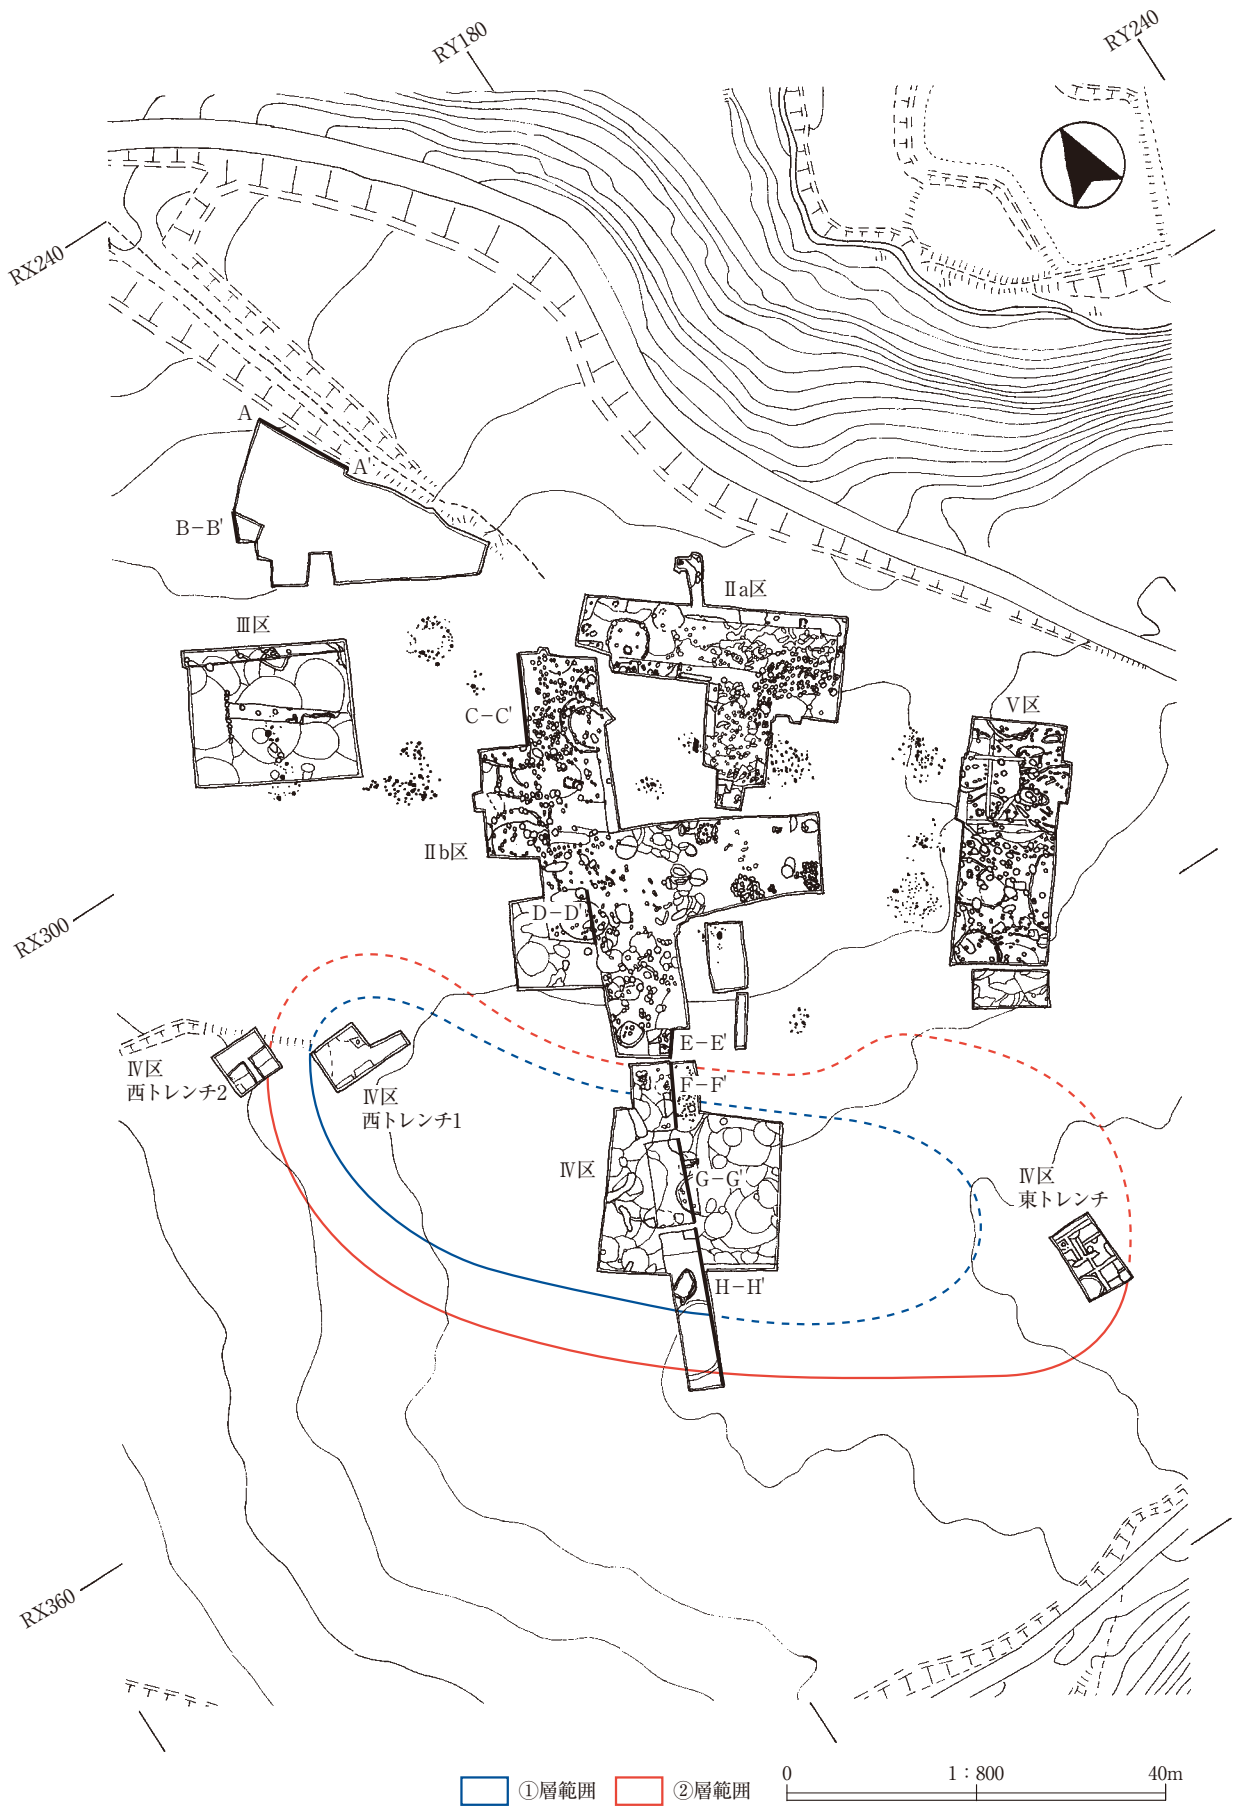 RY180
RY240
RX240
A
A'
B-B'
Ⅲ区
Ⅱa区
C-C'
Ⅴ区
Ⅱb区
D-D'
RX300
E-E'
Ⅳ区
西トレンチ2
Ⅳ区
西トレンチ1
F-F'
Ⅳ区
G-G'
Ⅳ区
東トレンチ
H-H'
RX360
①層範囲
②層範囲
0
1:800
40m